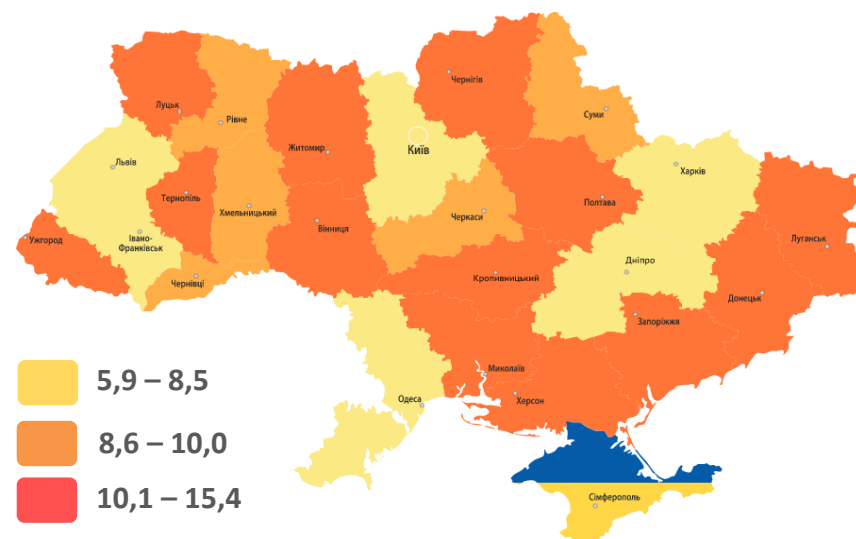 Чернігів
Луцьк
Рівне
Суми
Житомир
Київ
Львів
Харків
Тернопіль
Хмельницький
Черкаси
Полтава
Вінниця
Івано-
Франківськ
Ужгород
Луганськ
Дніпро
Чернівці
Кропивницький
Донецьк
Запоріжжя
Миколаїв
Херсон
Одеса
Сімферополь
5,9 – 8,5
8,6 – 10,0
10,1 – 15,4